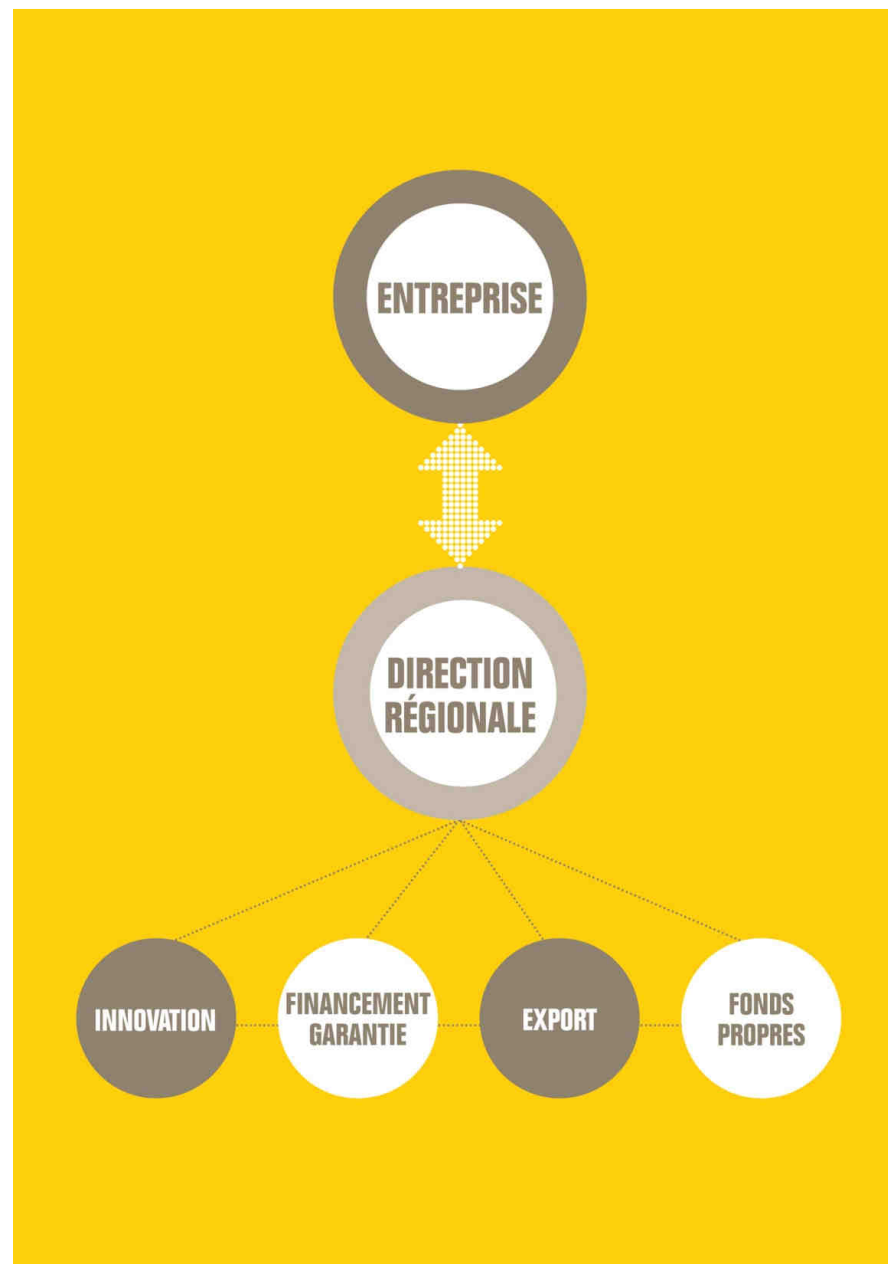 ENTREPRISE
DIRECTION
RÉGIONALE
INNOVATION
FINANCEMENT
GARANTIE
EXPORT
FONDS
PROPRES